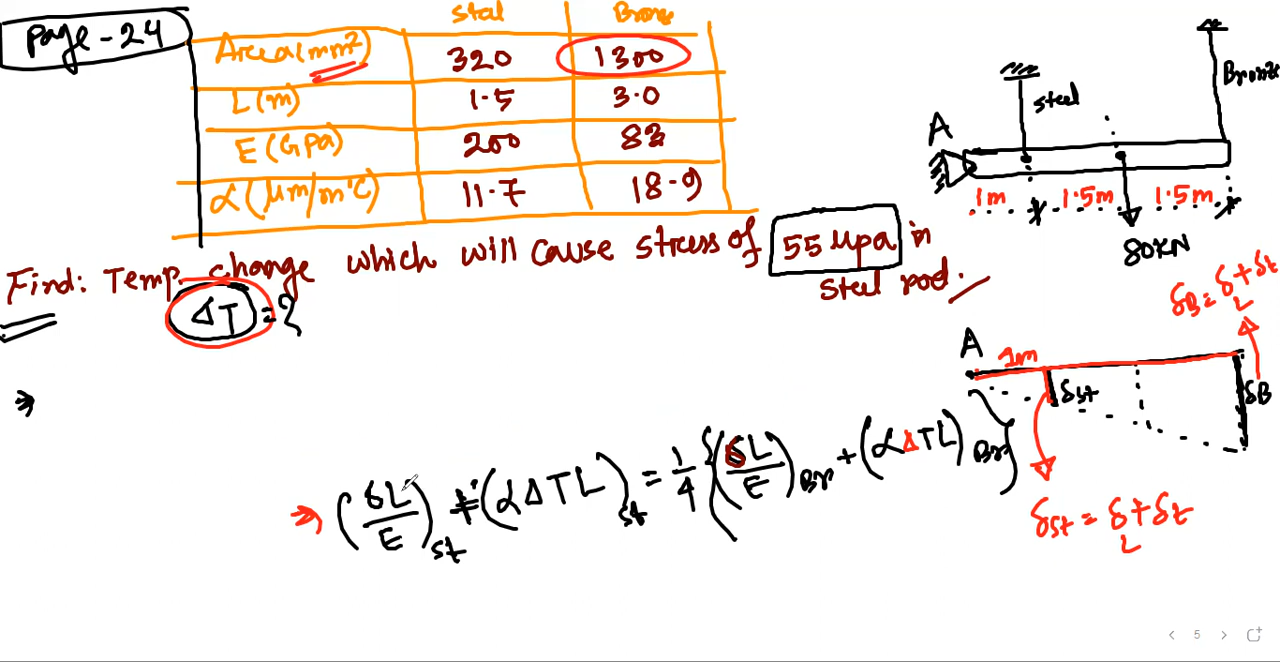 Page - 24
Steel Bronze
Area(mm²) 320 1300
L(m) 1.5 3.0
E(GPa) 200 83
α(μm/m°C) 11.7 18.9
Find: Temp. change which will cause stress of 55 Mpa in steel rod.
ΔT = ?
A
steel
Bronze
1m 1.5m 1.5m
80KN
δB = δL + δt
A
1m
δst
δB
⇒ (σL/E)st + (αΔTL)st = 1/4 {(σL/E)Br + (αΔTL)Br}
δst = δL + δt
5